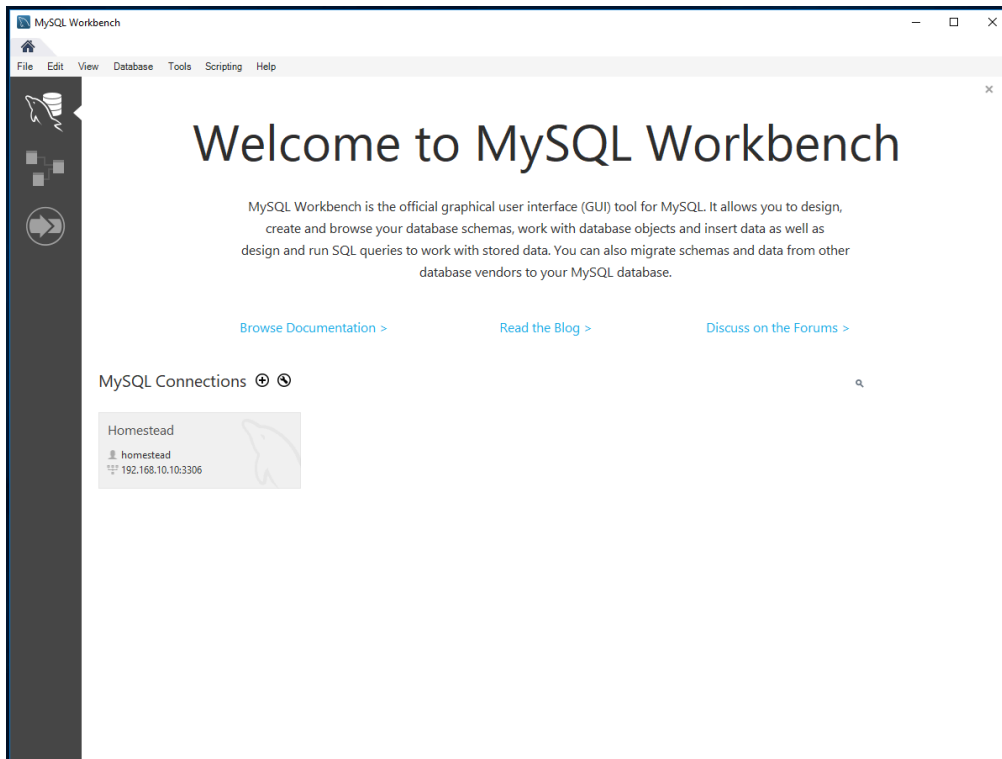 MySQL Workbench
File Edit View Database Tools Scripting Help
Welcome to MySQL Workbench
MySQL Workbench is the official graphical user interface (GUI) tool for MySQL. It allows you to design,
create and browse your database schemas, work with database objects and insert data as well as
design and run SQL queries to work with stored data. You can also migrate schemas and data from other
database vendors to your MySQL database.
Browse Documentation > Read the Blog > Discuss on the Forums >
MySQL Connections
Homestead
homestead
192.168.10.10:3306